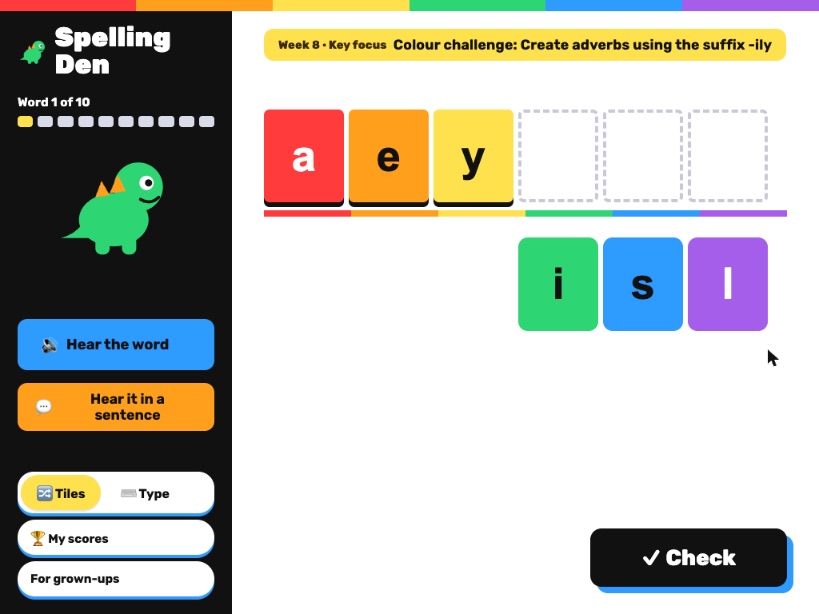 Spelling
Den
Word 1 of 10
Hear the word
Hear it in a
sentence
Tiles Type
My scores
For grown-ups
Week 8 • Key focus Colour challenge: Create adverbs using the suffix -ily
a e y
i s l
Check